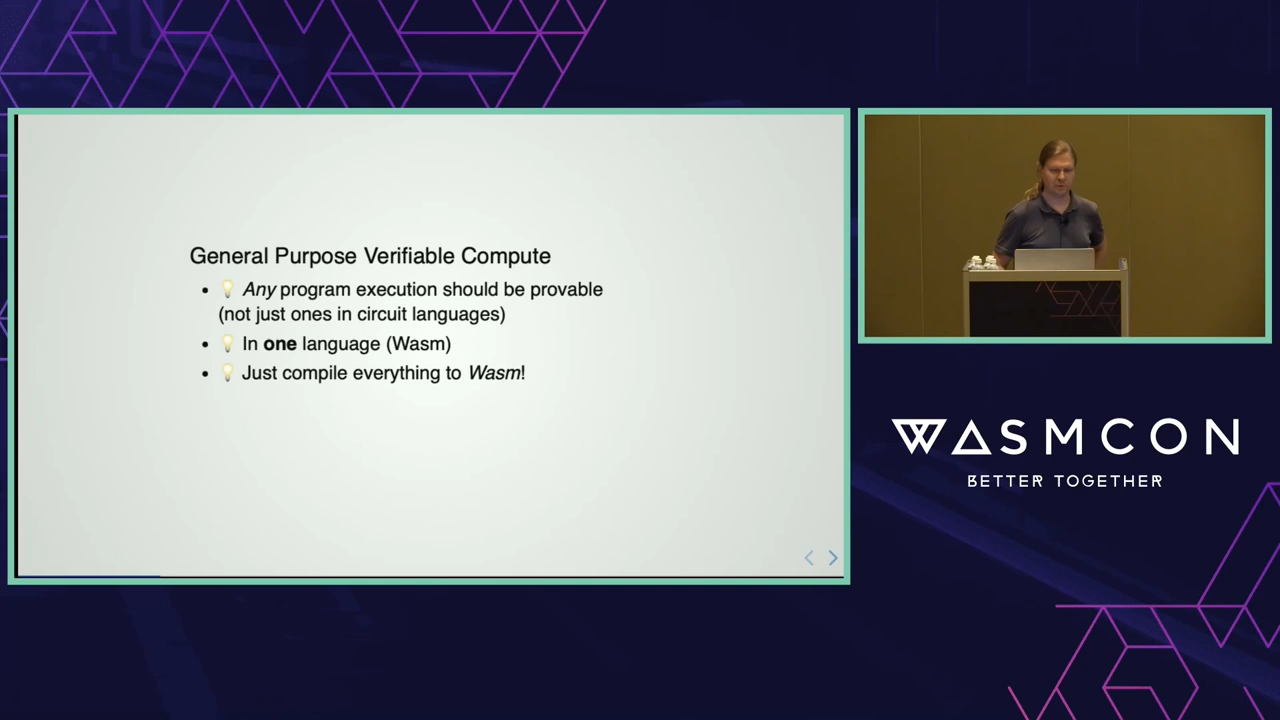 General Purpose Verifiable Compute
• 💡 Any program execution should be provable
(not just ones in circuit languages)
• 💡 In one language (Wasm)
• 💡 Just compile everything to Wasm!
WASMCON
BETTER TOGETHER